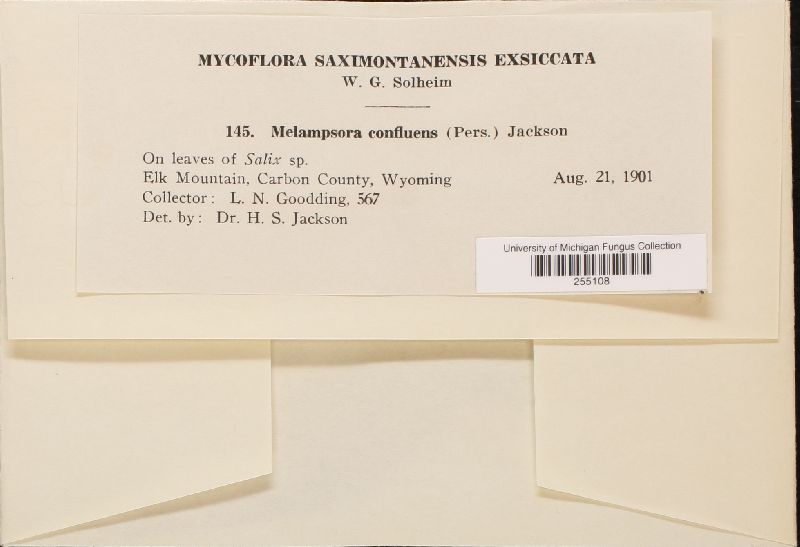 MYCOFLORA SAXIMONTANENSIS EXSICCATA
W. G. Solheim
145. Melampsora confluens (Pers.) Jackson
On leaves of Salix sp.
Elk Mountain, Carbon County, Wyoming Aug. 21, 1901
Collector: L. N. Goodding, 567
Det. by: Dr. H. S. Jackson
University of Michigan Fungus Collection
255108